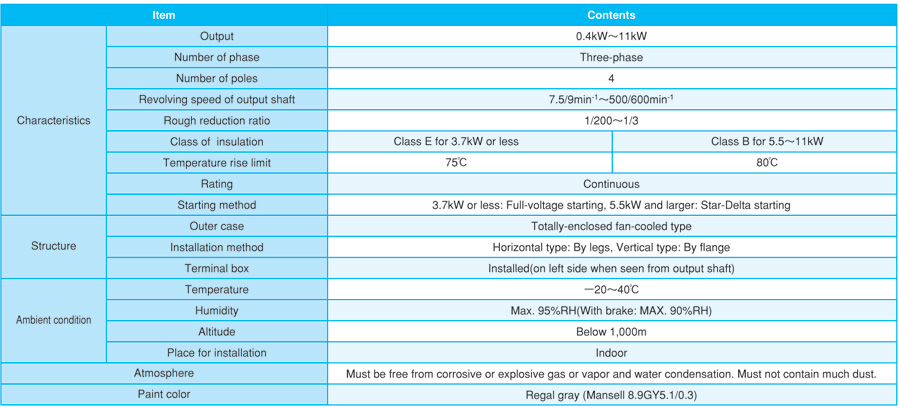 Item Contents
Characteristics
Output 0.4kW～11kW
Number of phase Three-phase
Number of poles 4
Revolving speed of output shaft 7.5/9min⁻¹～500/600min⁻¹
Rough reduction ratio 1/200～1/3
Class of insulation Class E for 3.7kW or less Class B for 5.5～11kW
Temperature rise limit 75℃ 80℃
Rating Continuous
Starting method 3.7kW or less: Full-voltage starting, 5.5kW and larger: Star-Delta starting
Structure
Outer case Totally-enclosed fan-cooled type
Installation method Horizontal type: By legs, Vertical type: By flange
Terminal box Installed(on left side when seen from output shaft)
Ambient condition
Temperature －20～40℃
Humidity Max. 95%RH(With brake: MAX. 90%RH)
Altitude Below 1,000m
Place for installation Indoor
Atmosphere Must be free from corrosive or explosive gas or vapor and water condensation. Must not contain much dust.
Paint color Regal gray (Mansell 8.9GY5.1/0.3)